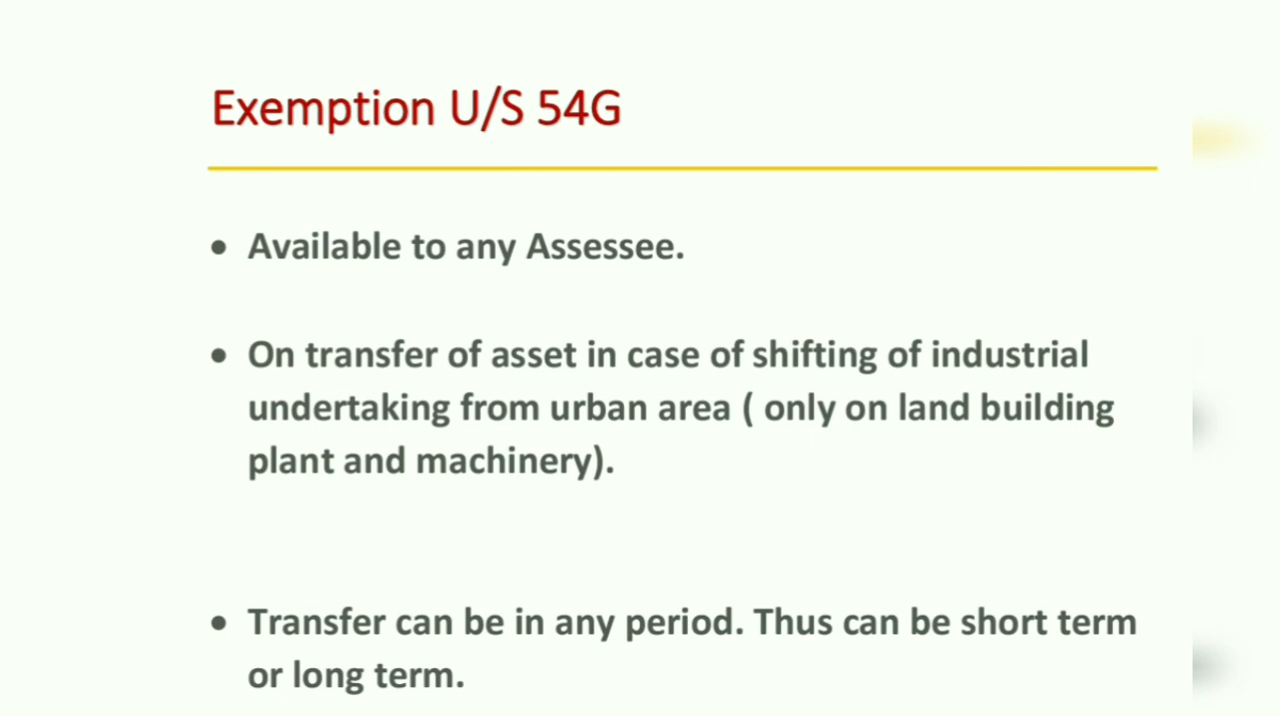 Exemption U/S 54G
• Available to any Assessee.
• On transfer of asset in case of shifting of industrial
undertaking from urban area ( only on land building
plant and machinery).
• Transfer can be in any period. Thus can be short term
or long term.